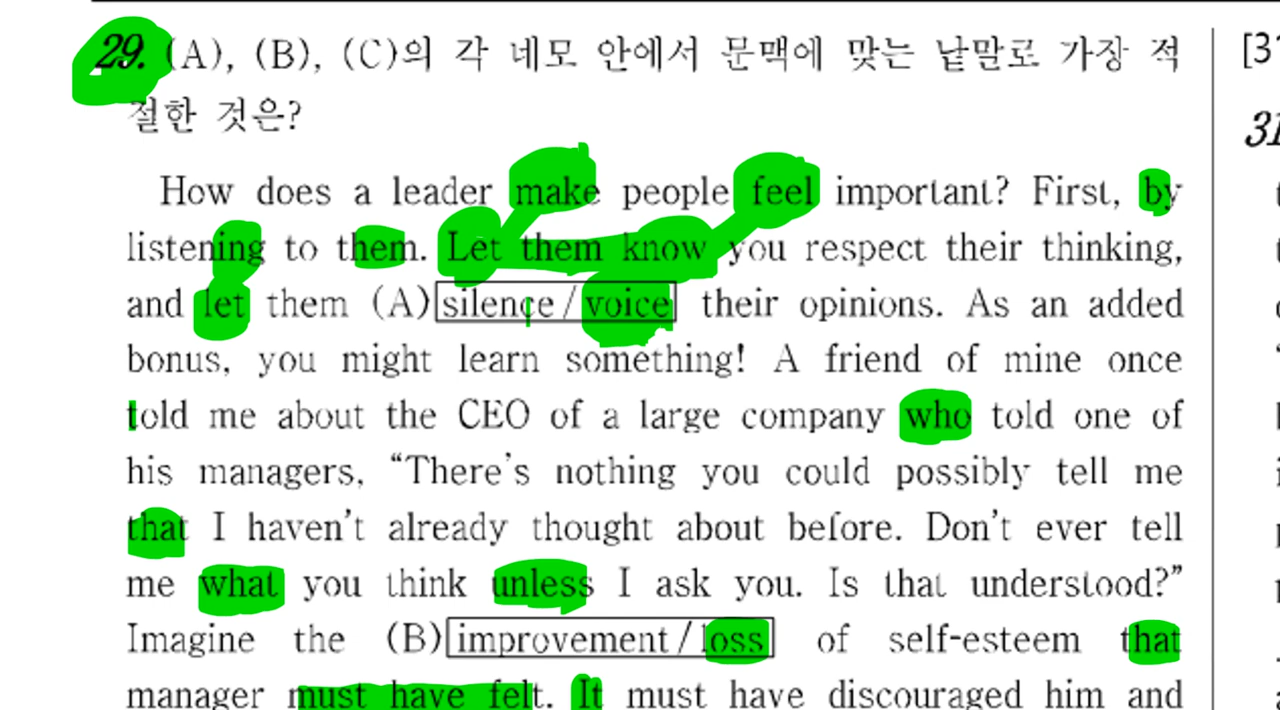 29. (A), (B), (C)의 각 네모 안에서 문맥에 맞는 낱말로 가장 적
절한 것은?
How does a leader make people feel important? First, by
listening to them. Let them know you respect their thinking,
and let them (A) silence / voice their opinions. As an added
bonus, you might learn something! A friend of mine once
told me about the CEO of a large company who told one of
his managers, “There's nothing you could possibly tell me
that I haven't already thought about before. Don't ever tell
me what you think unless I ask you. Is that understood?”
Imagine the (B) improvement / loss of self-esteem that
manager must have felt. It must have discouraged him and
[31
31